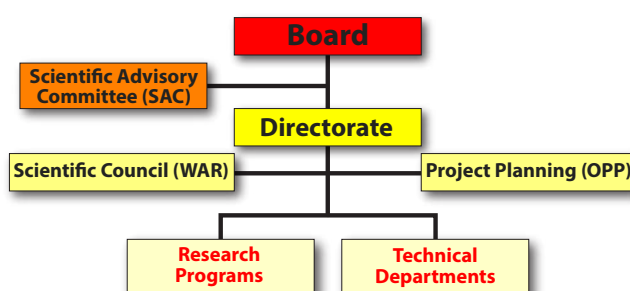 Board
Scientific Advisory
Committee (SAC)
Directorate
Scientific Council (WAR)
Project Planning (OPP)
Research
Programs
Technical
Departments